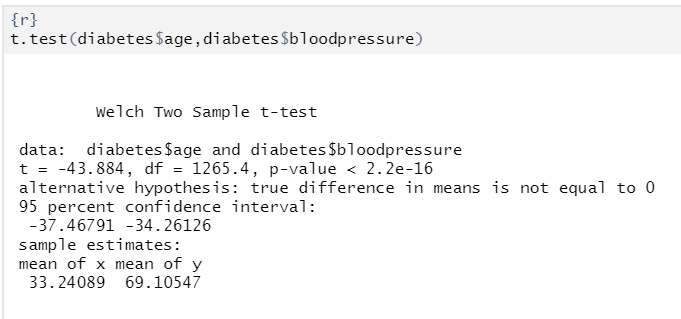 {r}
t.test(diabetes$age,diabetes$bloodpressure)
Welch Two Sample t-test
data:  diabetes$age and diabetes$bloodpressure
t = -43.884, df = 1265.4, p-value < 2.2e-16
alternative hypothesis: true difference in means is not equal to 0
95 percent confidence interval:
-37.46791 -34.26126
sample estimates:
mean of x mean of y
33.24089  69.10547